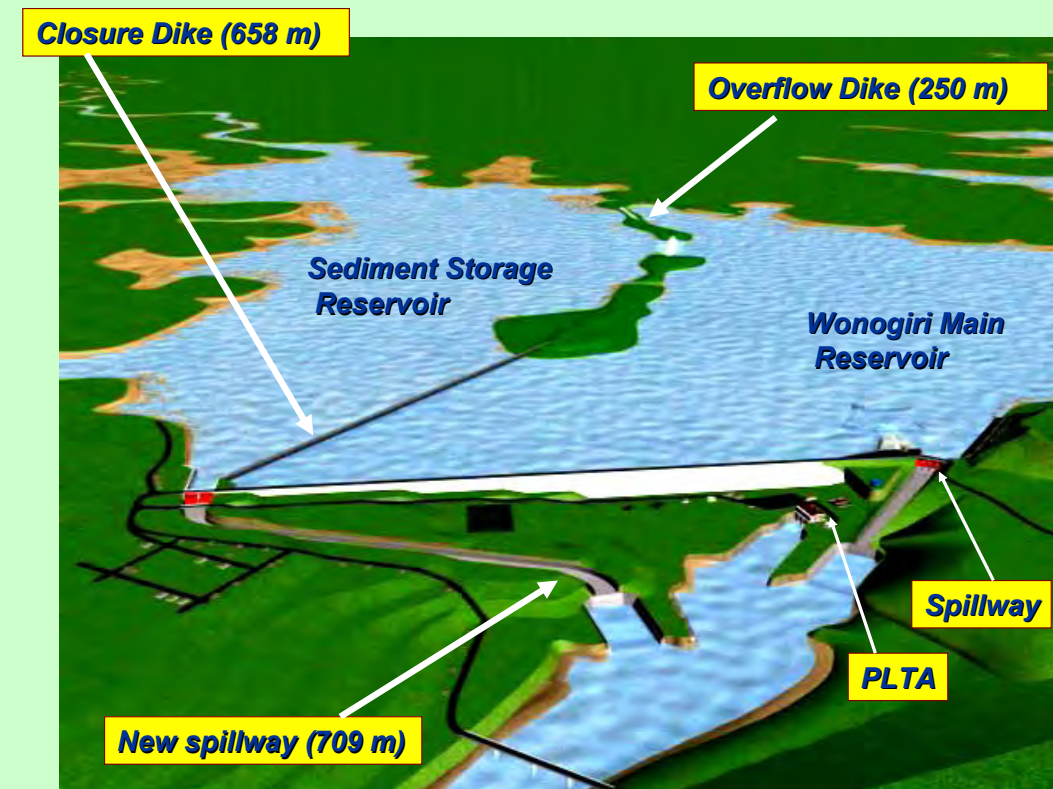 Closure Dike (658 m)
Overflow Dike (250 m)
Sediment Storage
Reservoir
Wonogiri Main
Reservoir
Spillway
PLTA
New spillway (709 m)